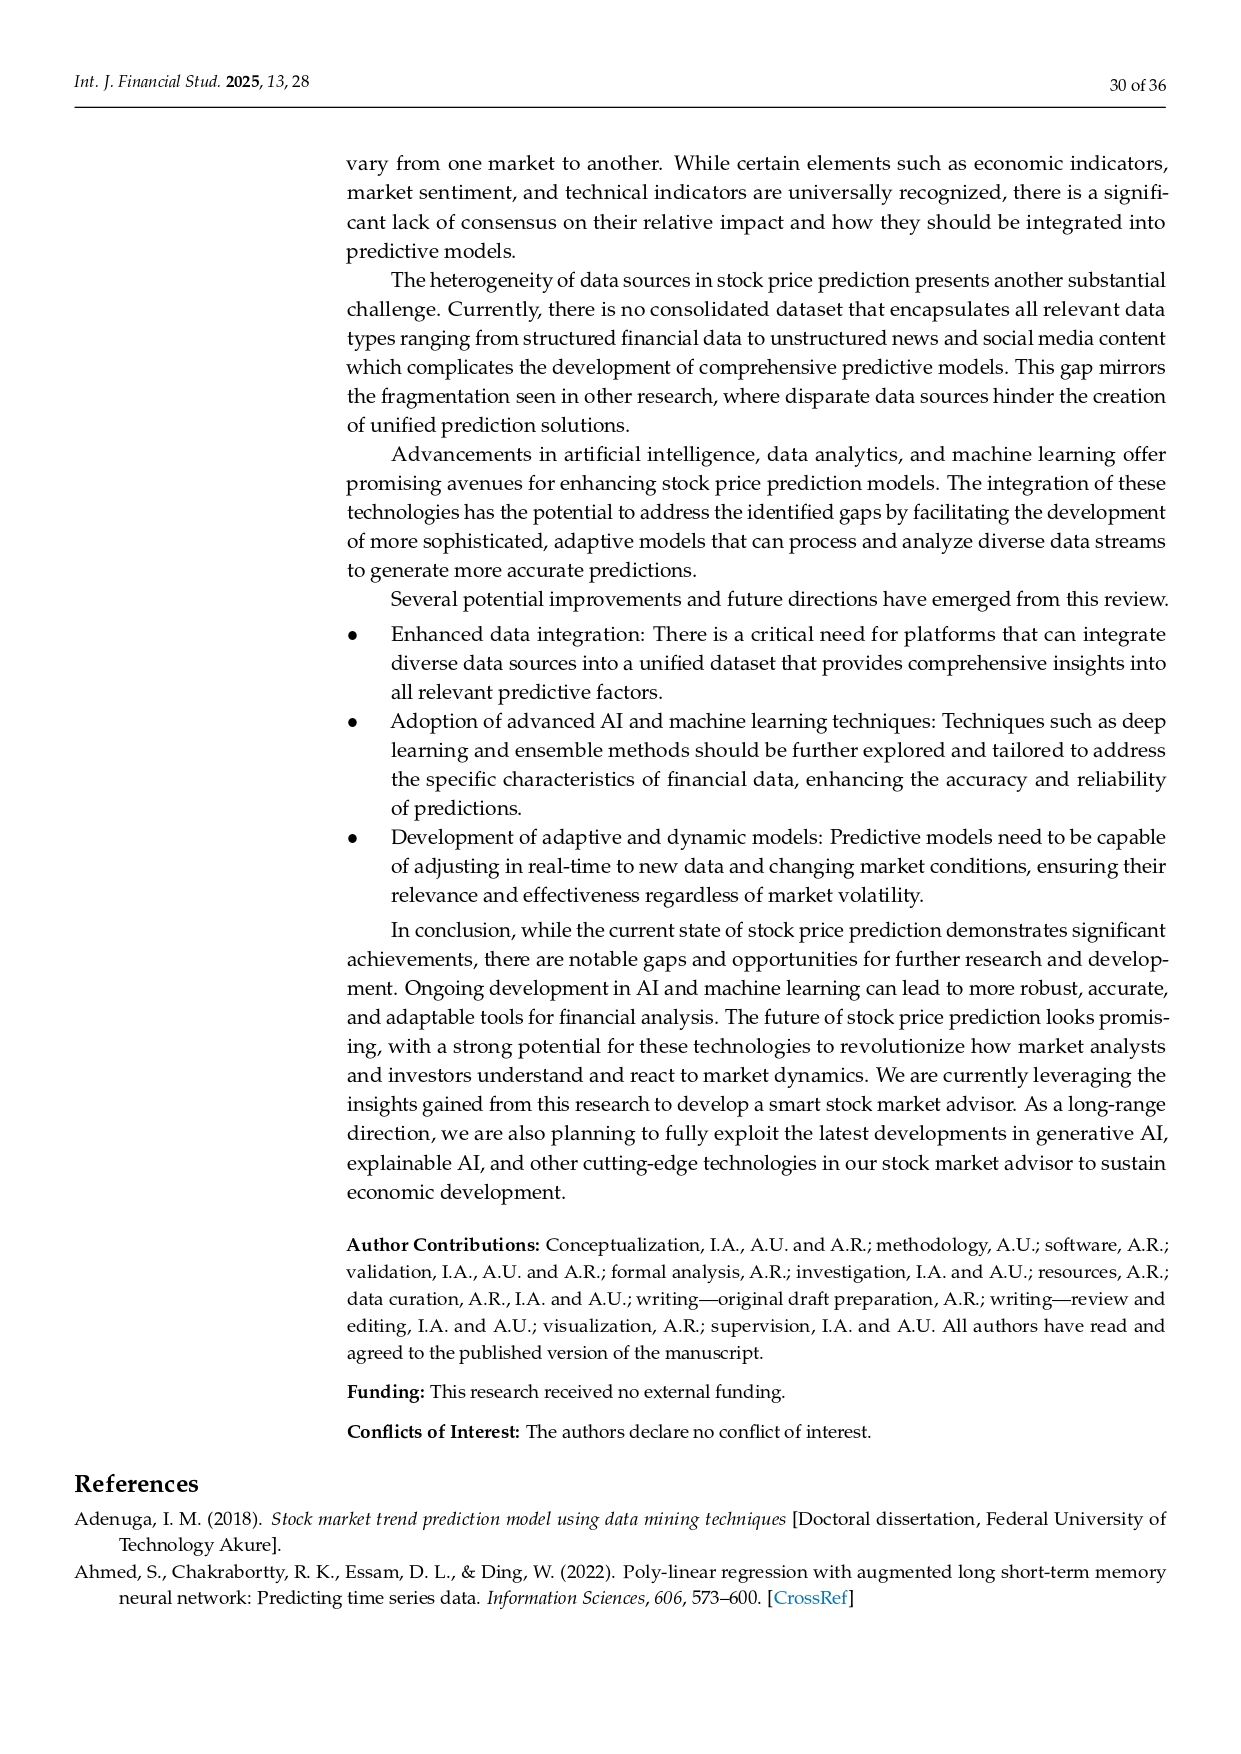 Int. J. Financial Stud. 2025, 13, 28
30 of 36
vary from one market to another. While certain elements such as economic indicators,
market sentiment, and technical indicators are universally recognized, there is a signifi-
cant lack of consensus on their relative impact and how they should be integrated into
predictive models.
The heterogeneity of data sources in stock price prediction presents another substantial
challenge. Currently, there is no consolidated dataset that encapsulates all relevant data
types ranging from structured financial data to unstructured news and social media content
which complicates the development of comprehensive predictive models. This gap mirrors
the fragmentation seen in other research, where disparate data sources hinder the creation
of unified prediction solutions.
Advancements in artificial intelligence, data analytics, and machine learning offer
promising avenues for enhancing stock price prediction models. The integration of these
technologies has the potential to address the identified gaps by facilitating the development
of more sophisticated, adaptive models that can process and analyze diverse data streams
to generate more accurate predictions.
Several potential improvements and future directions have emerged from this review.
● Enhanced data integration: There is a critical need for platforms that can integrate
diverse data sources into a unified dataset that provides comprehensive insights into
all relevant predictive factors.
● Adoption of advanced AI and machine learning techniques: Techniques such as deep
learning and ensemble methods should be further explored and tailored to address
the specific characteristics of financial data, enhancing the accuracy and reliability
of predictions.
● Development of adaptive and dynamic models: Predictive models need to be capable
of adjusting in real-time to new data and changing market conditions, ensuring their
relevance and effectiveness regardless of market volatility.
In conclusion, while the current state of stock price prediction demonstrates significant
achievements, there are notable gaps and opportunities for further research and develop-
ment. Ongoing development in AI and machine learning can lead to more robust, accurate,
and adaptable tools for financial analysis. The future of stock price prediction looks promis-
ing, with a strong potential for these technologies to revolutionize how market analysts
and investors understand and react to market dynamics. We are currently leveraging the
insights gained from this research to develop a smart stock market advisor. As a long-range
direction, we are also planning to fully exploit the latest developments in generative AI,
explainable AI, and other cutting-edge technologies in our stock market advisor to sustain
economic development.
Author Contributions: Conceptualization, I.A., A.U. and A.R.; methodology, A.U.; software, A.R.;
validation, I.A., A.U. and A.R.; formal analysis, A.R.; investigation, I.A. and A.U.; resources, A.R.;
data curation, A.R., I.A. and A.U.; writing—original draft preparation, A.R.; writing—review and
editing, I.A. and A.U.; visualization, A.R.; supervision, I.A. and A.U. All authors have read and
agreed to the published version of the manuscript.
Funding: This research received no external funding.
Conflicts of Interest: The authors declare no conflict of interest.
References
Adenuga, I. M. (2018). Stock market trend prediction model using data mining techniques [Doctoral dissertation, Federal University of
Technology Akure].
Ahmed, S., Chakrabortty, R. K., Essam, D. L., & Ding, W. (2022). Poly-linear regression with augmented long short-term memory
neural network: Predicting time series data. Information Sciences, 606, 573–600. [CrossRef]